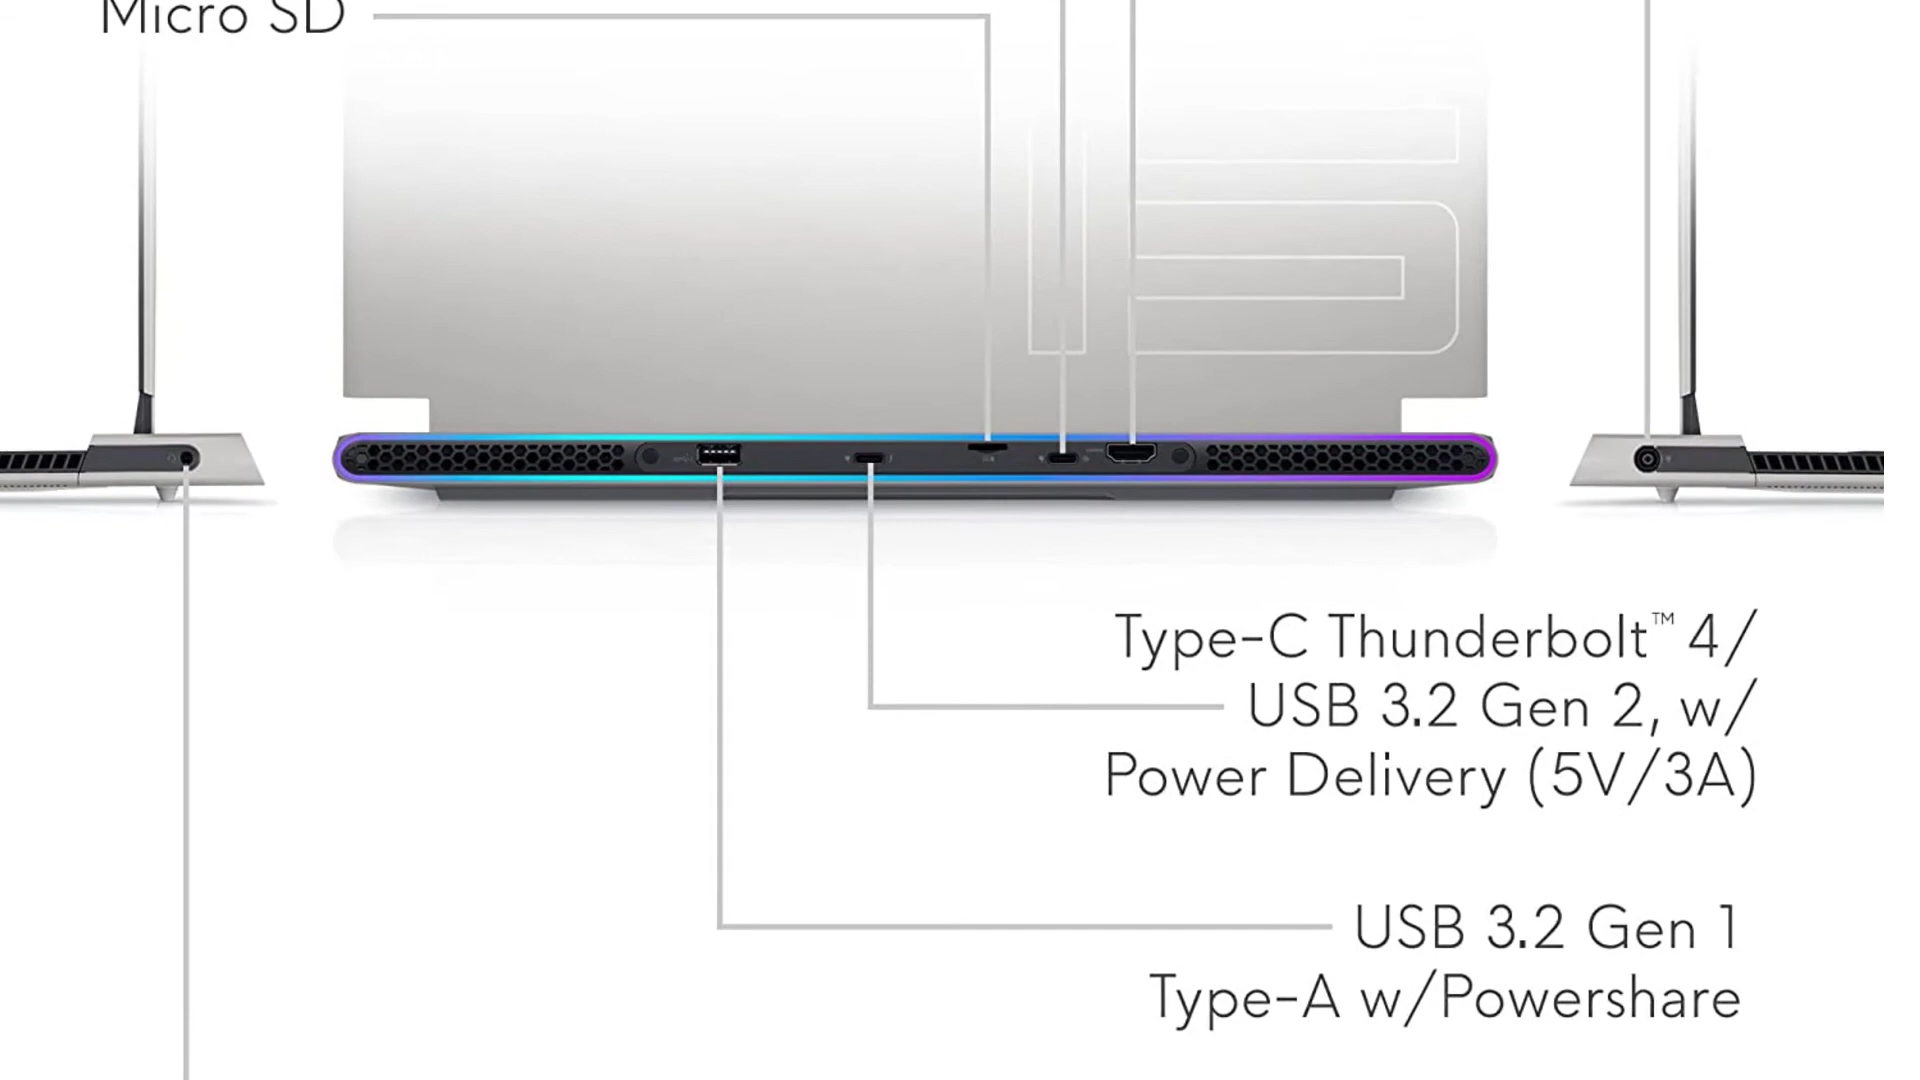 Micro SD
Type-C Thunderbolt™ 4/
USB 3.2 Gen 2, w/
Power Delivery (5V/3A)
USB 3.2 Gen 1
Type-A w/Powershare